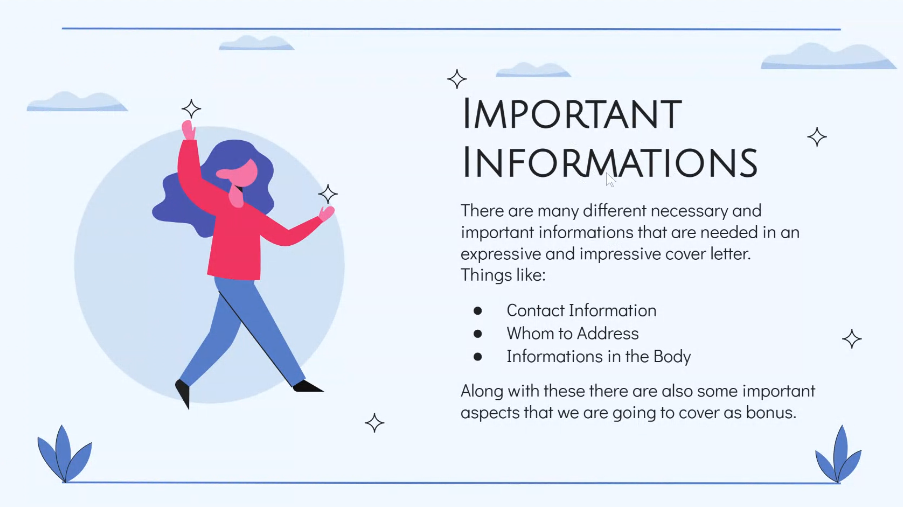 Important
Informations
There are many different necessary and
important informations that are needed in an
expressive and impressive cover letter.
Things like:
● Contact Information
● Whom to Address
● Informations in the Body
Along with these there are also some important
aspects that we are going to cover as bonus.